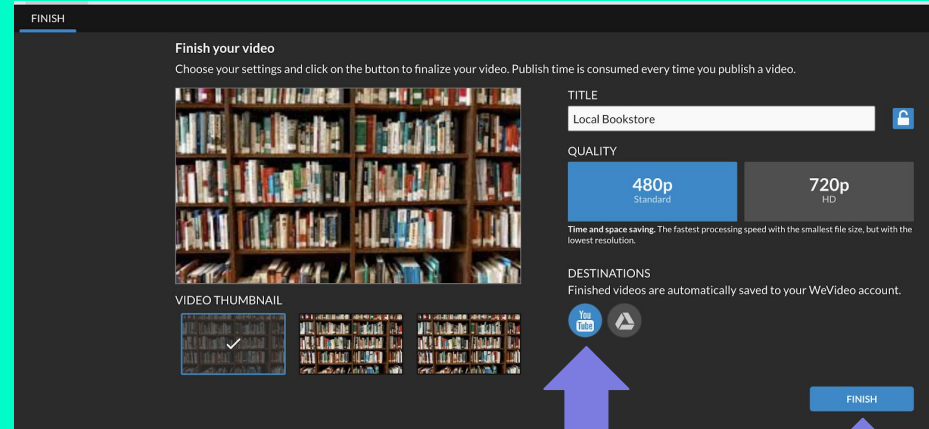 FINISH
Finish your video
Choose your settings and click on the button to finalize your video. Publish time is consumed every time you publish a video.
TITLE
Local Bookstore
QUALITY
480p
Standard
720p
HD
Time and space saving. The fastest processing speed with the smallest file size, but with the
lowest resolution.
DESTINATIONS
Finished videos are automatically saved to your WeVideo account.
You
Tube
VIDEO THUMBNAIL
FINISH